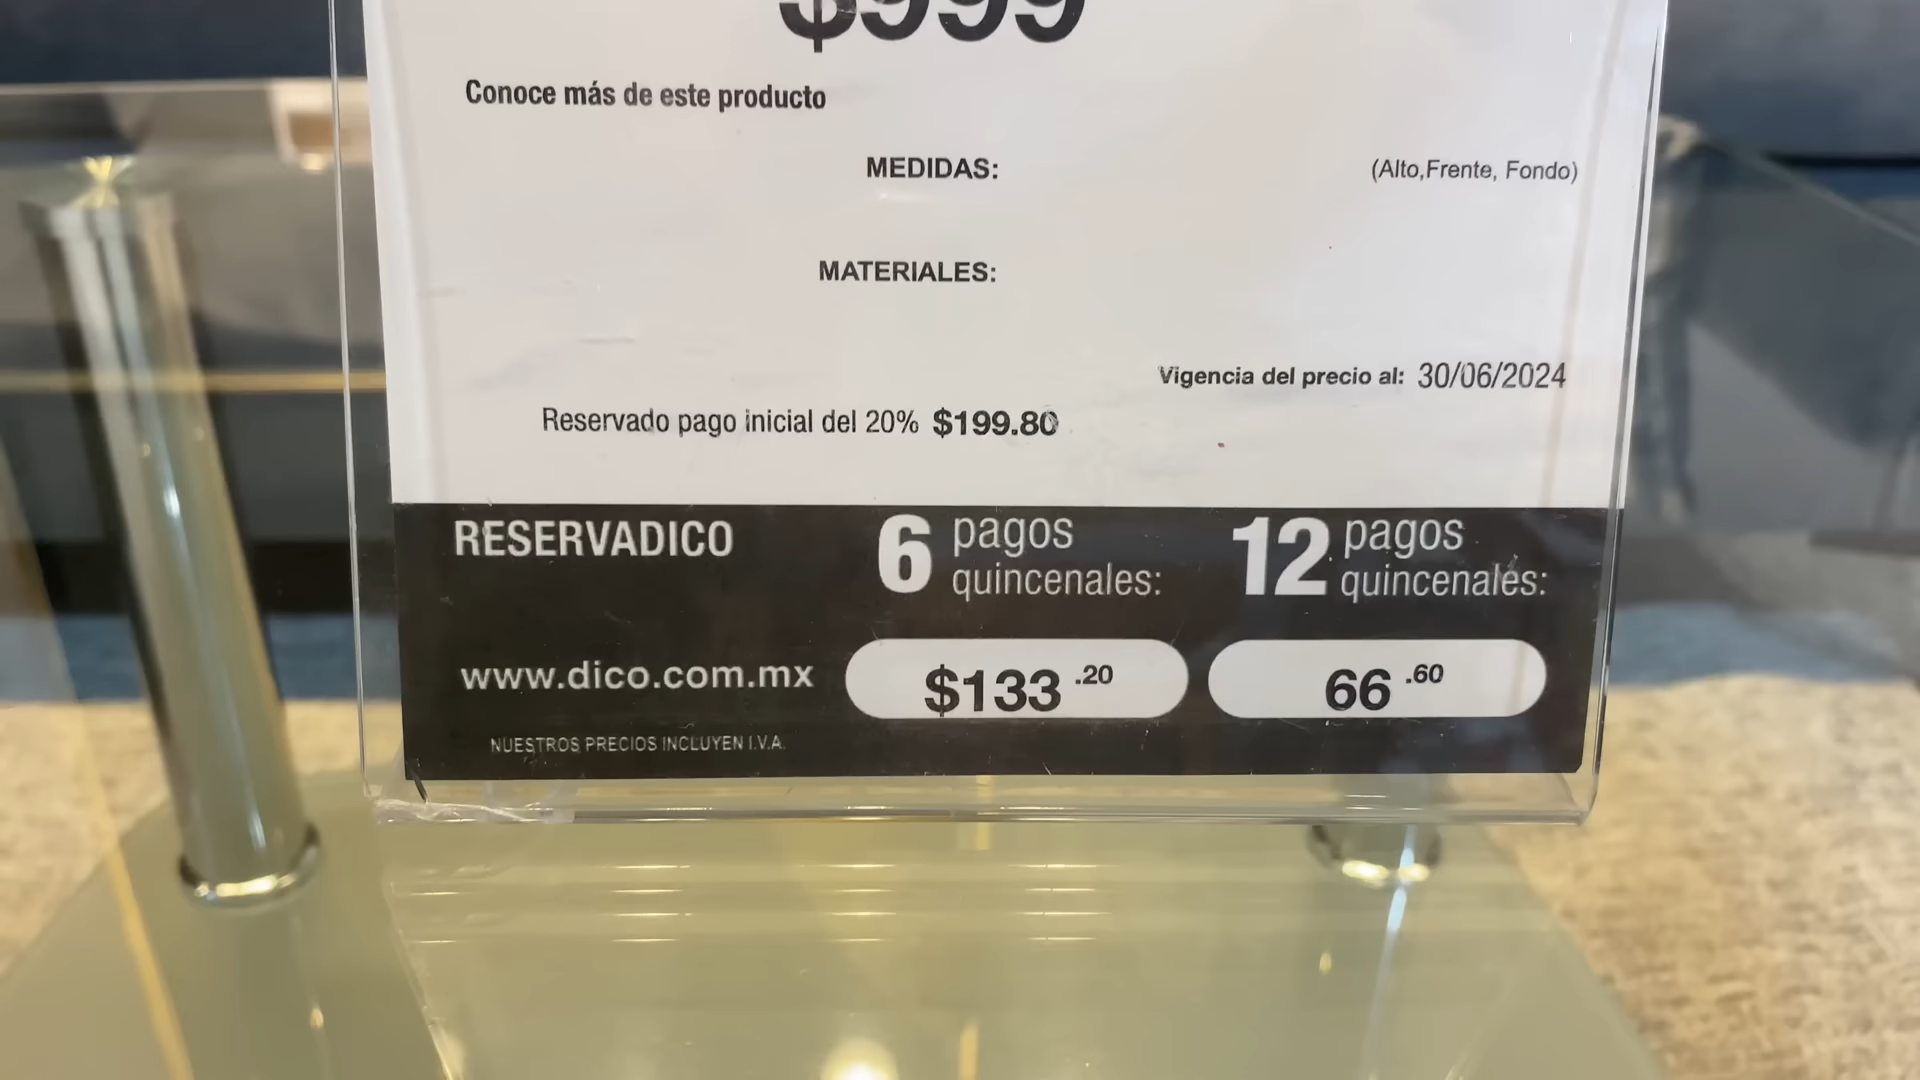 $999
Conoce más de este producto
MEDIDAS:
(Alto,Frente, Fondo)
MATERIALES:
Vigencia del precio al: 30/06/2024
Reservado pago inicial del 20% $199.80
RESERVADICO
6 pagos quincenales:
12 pagos quincenales:
www.dico.com.mx
$133.20
66.60
NUESTROS PRECIOS INCLUYEN I.V.A.